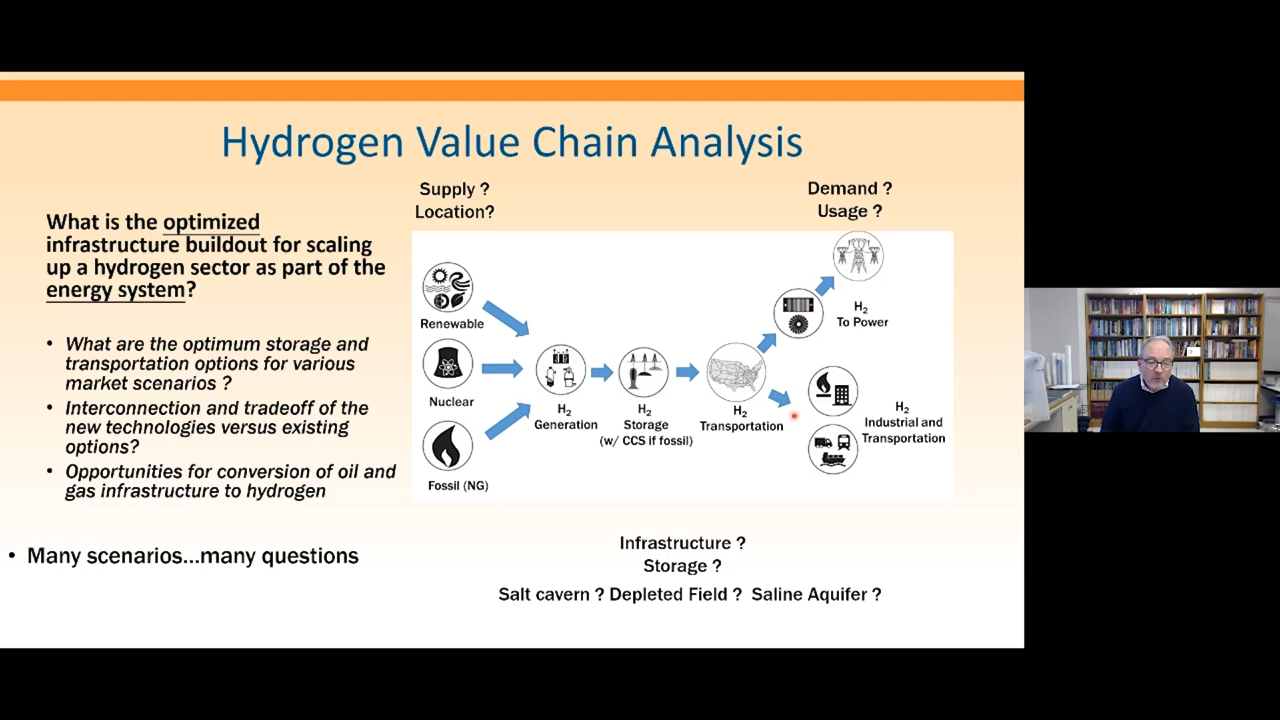 Hydrogen Value Chain Analysis
What is the optimized
infrastructure buildout for scaling
up a hydrogen sector as part of the
energy system?
• What are the optimum storage and
transportation options for various
market scenarios ?
• Interconnection and tradeoff of the
new technologies versus existing
options?
• Opportunities for conversion of oil and
gas infrastructure to hydrogen
• Many scenarios...many questions
Supply ?
Location?
Demand ?
Usage ?
Renewable
Nuclear
Fossil (NG)
H2
Generation
H2
Storage
(w/ CCS if fossil)
H2
Transportation
H2
To Power
H2
Industrial and
Transportation
Infrastructure ?
Storage ?
Salt cavern ? Depleted Field ? Saline Aquifer ?